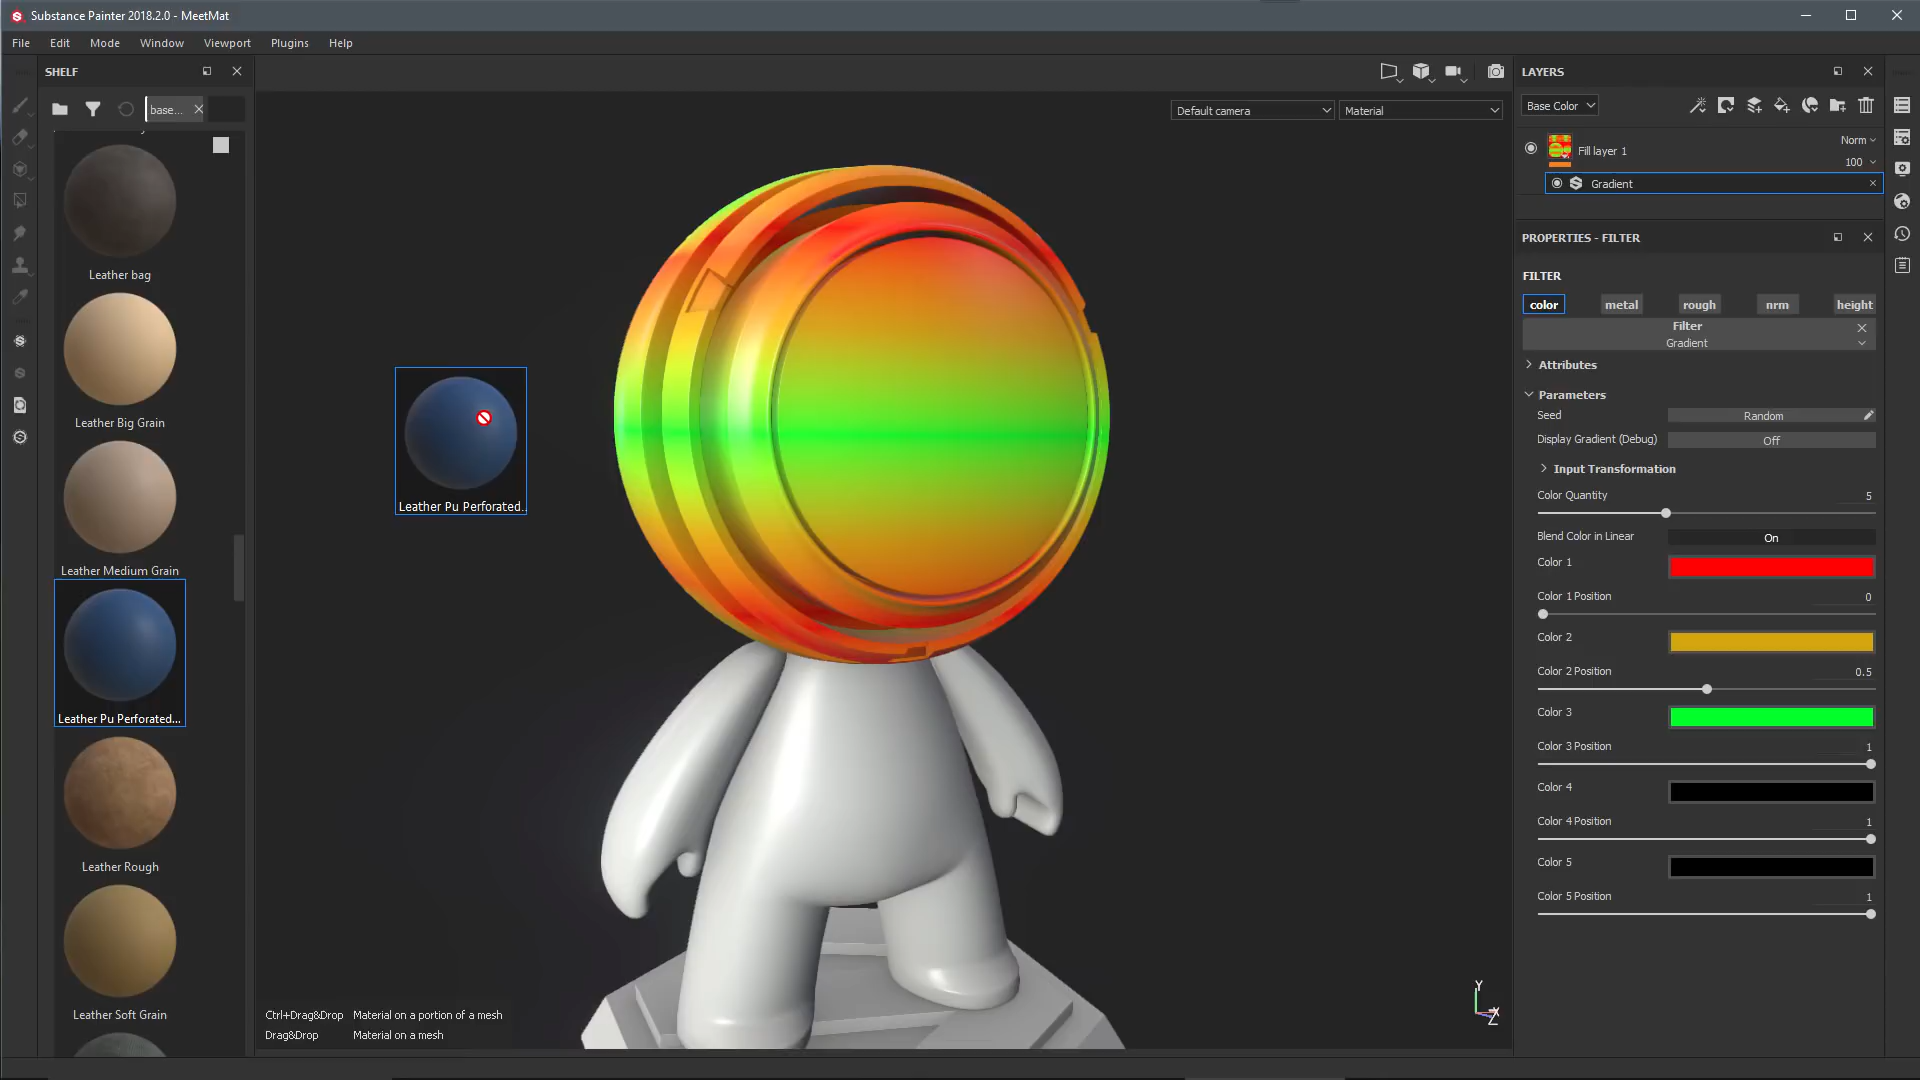 Substance Painter 2018.2.0 - MeetMat
File Edit Mode Window Viewport Plugins Help
SHELF
base...
Leather bag
Leather Big Grain
Leather Medium Grain
Leather Pu Perforated...
Leather Rough
Leather Soft Grain
Default camera
Material
Leather Pu Perforated..
Ctrl+Drag&Drop Material on a portion of a mesh
Drag&Drop Material on a mesh
Y
X
Z
LAYERS
Base Color
Fill layer 1
Norm
100
Gradient
PROPERTIES - FILTER
FILTER
color metal rough nrm height
Filter
Gradient
Attributes
Parameters
Seed Random
Display Gradient (Debug) Off
Input Transformation
Color Quantity 5
Blend Color in Linear On
Color 1
Color 1 Position 0
Color 2
Color 2 Position 0.5
Color 3
Color 3 Position 1
Color 4
Color 4 Position 1
Color 5
Color 5 Position 1